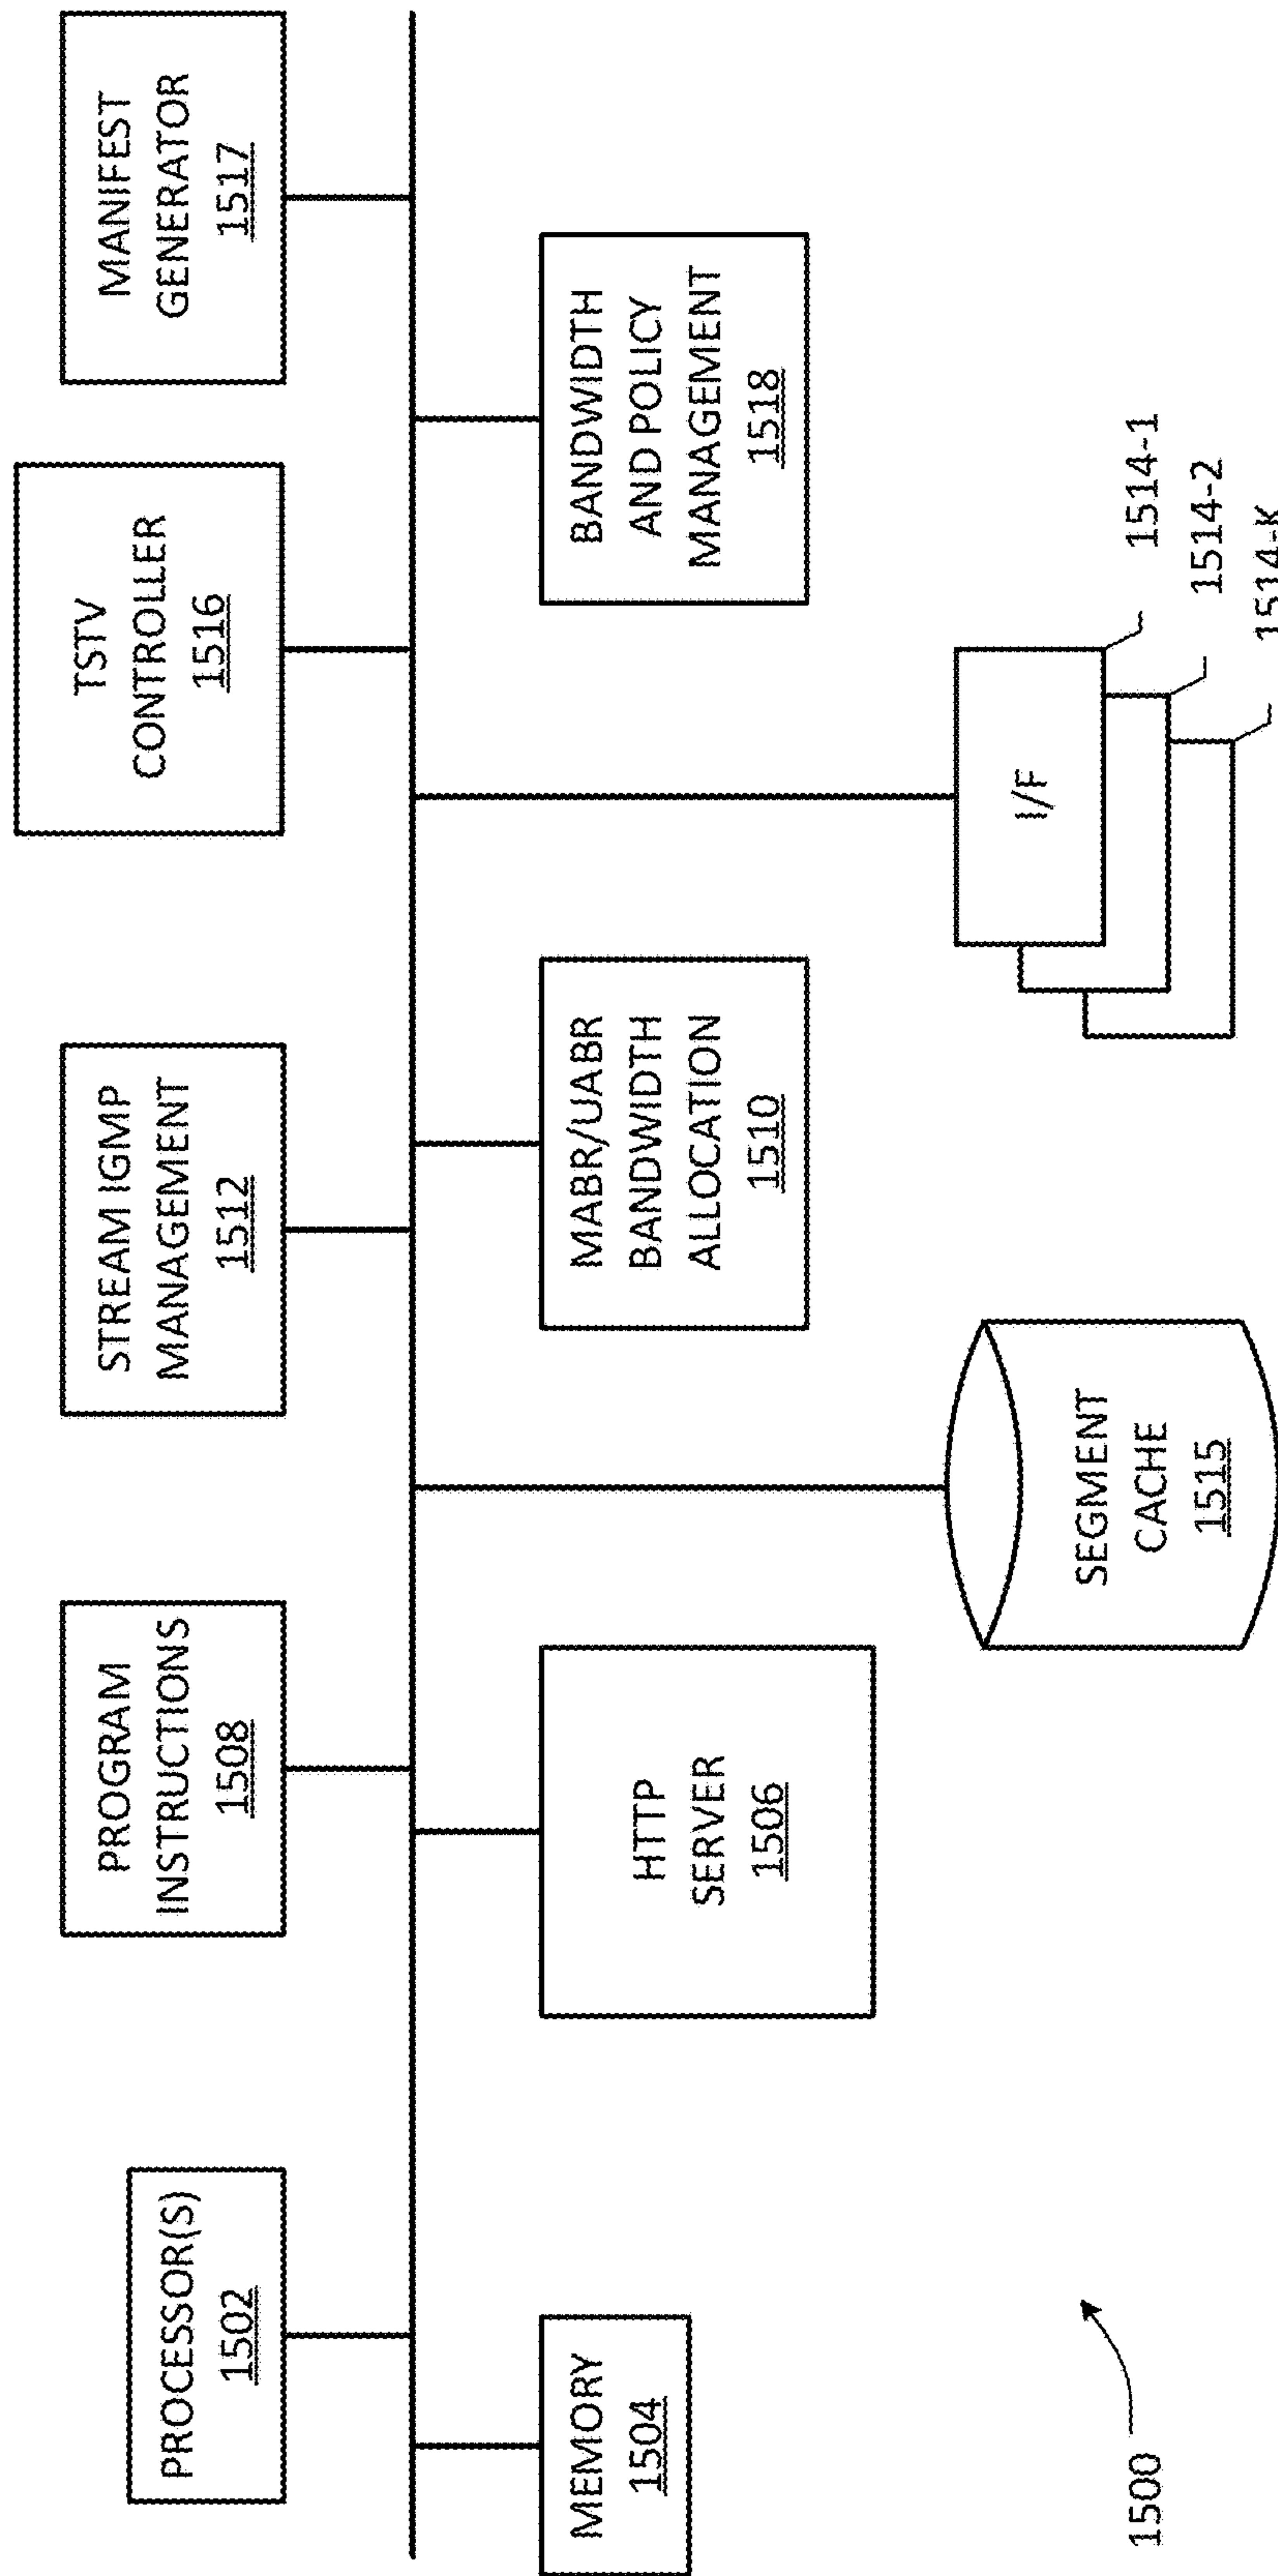 PROCESSOR(S)
1502
PROGRAM
INSTRUCTIONS
1508
STREAM IGMP
MANAGEMENT
1512
TSTV
CONTROLLER
1516
MANIFEST
GENERATOR
1517
MEMORY
1504
HTTP
SERVER
1506
MABR/UABR
BANDWIDTH
ALLOCATION
1510
BANDWIDTH
AND POLICY
MANAGEMENT
1518
SEGMENT
CACHE
1515
I/F
1514-1
1514-2
1514-K
1500